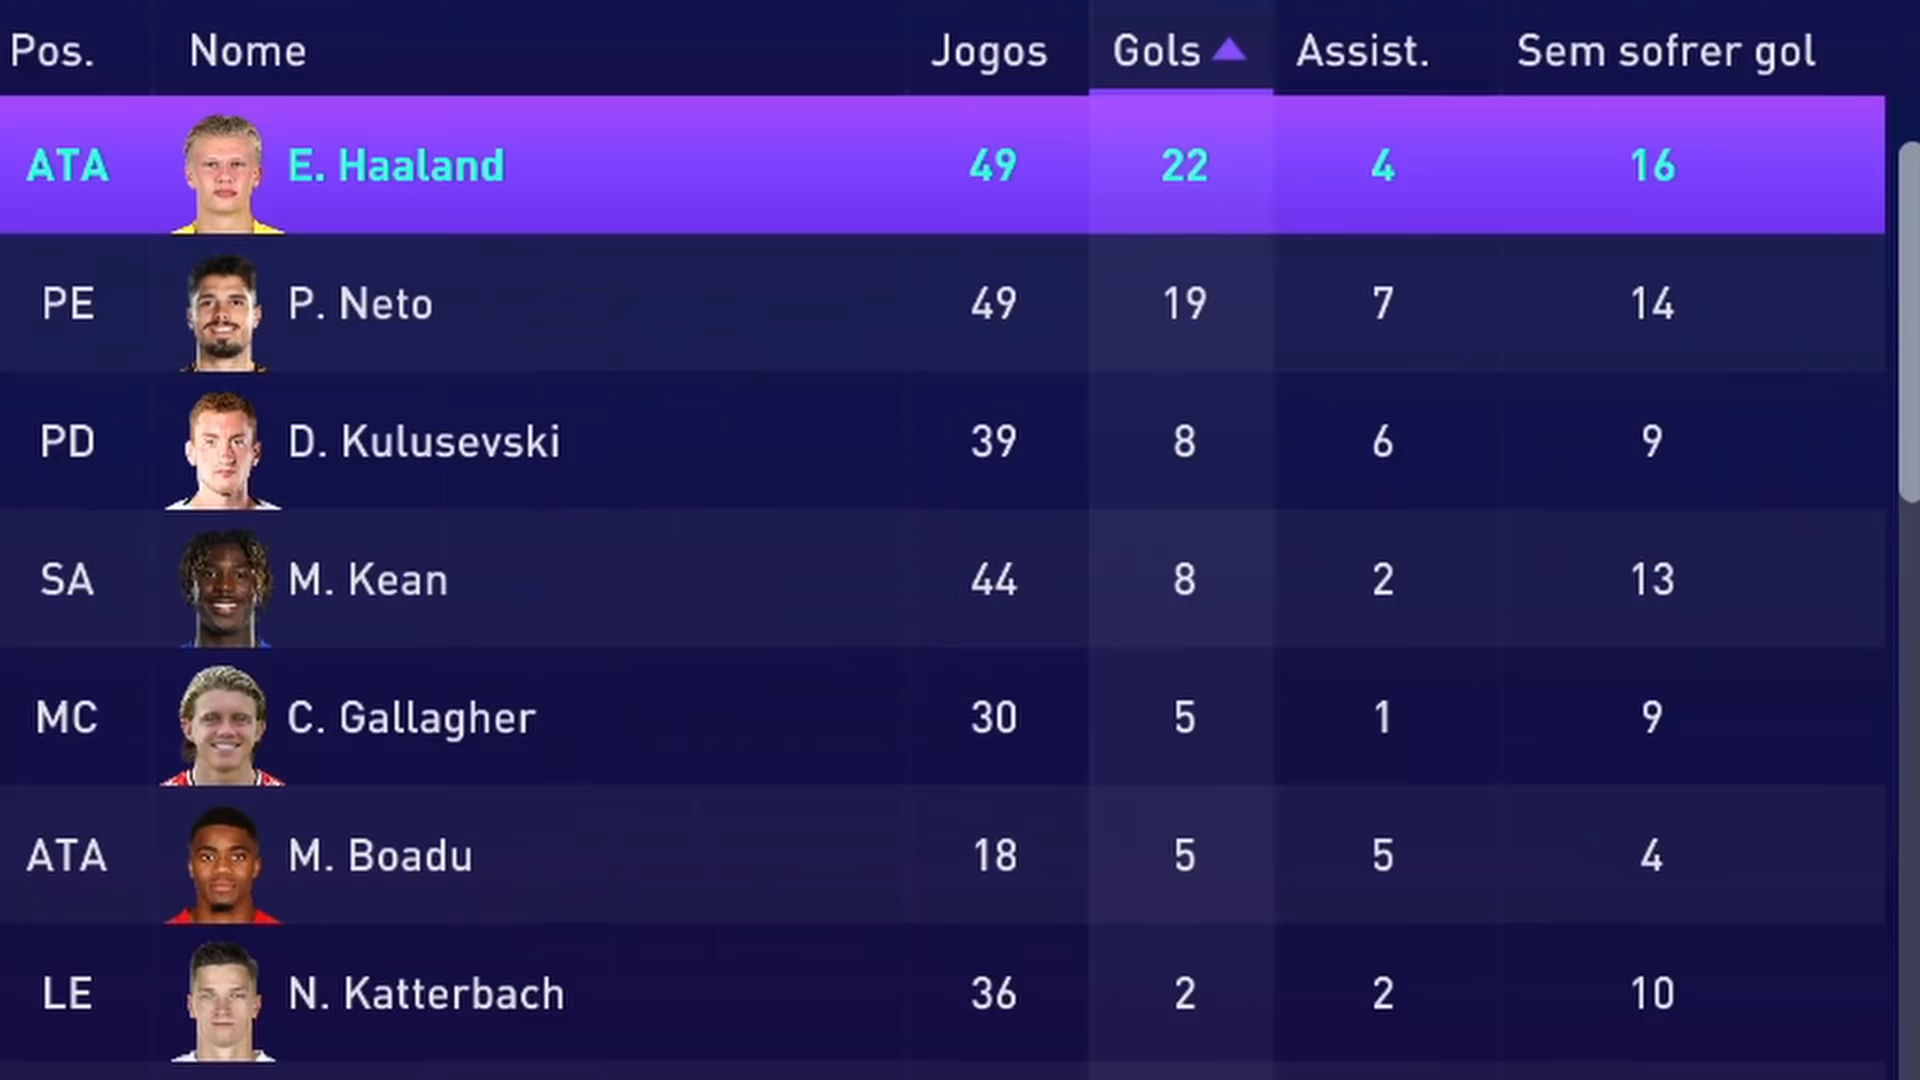 Pos. Nome Jogos Gols Assist. Sem sofrer gol
ATA E. Haaland 49 22 4 16
PE P. Neto 49 19 7 14
PD D. Kulusevski 39 8 6 9
SA M. Kean 44 8 2 13
MC C. Gallagher 30 5 1 9
ATA M. Boadu 18 5 5 4
LE N. Katterbach 36 2 2 10